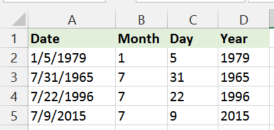 A B C D
1 Date Month Day Year
2 1/5/1979 1 5 1979
3 7/31/1965 7 31 1965
4 7/22/1996 7 22 1996
5 7/9/2015 7 9 2015